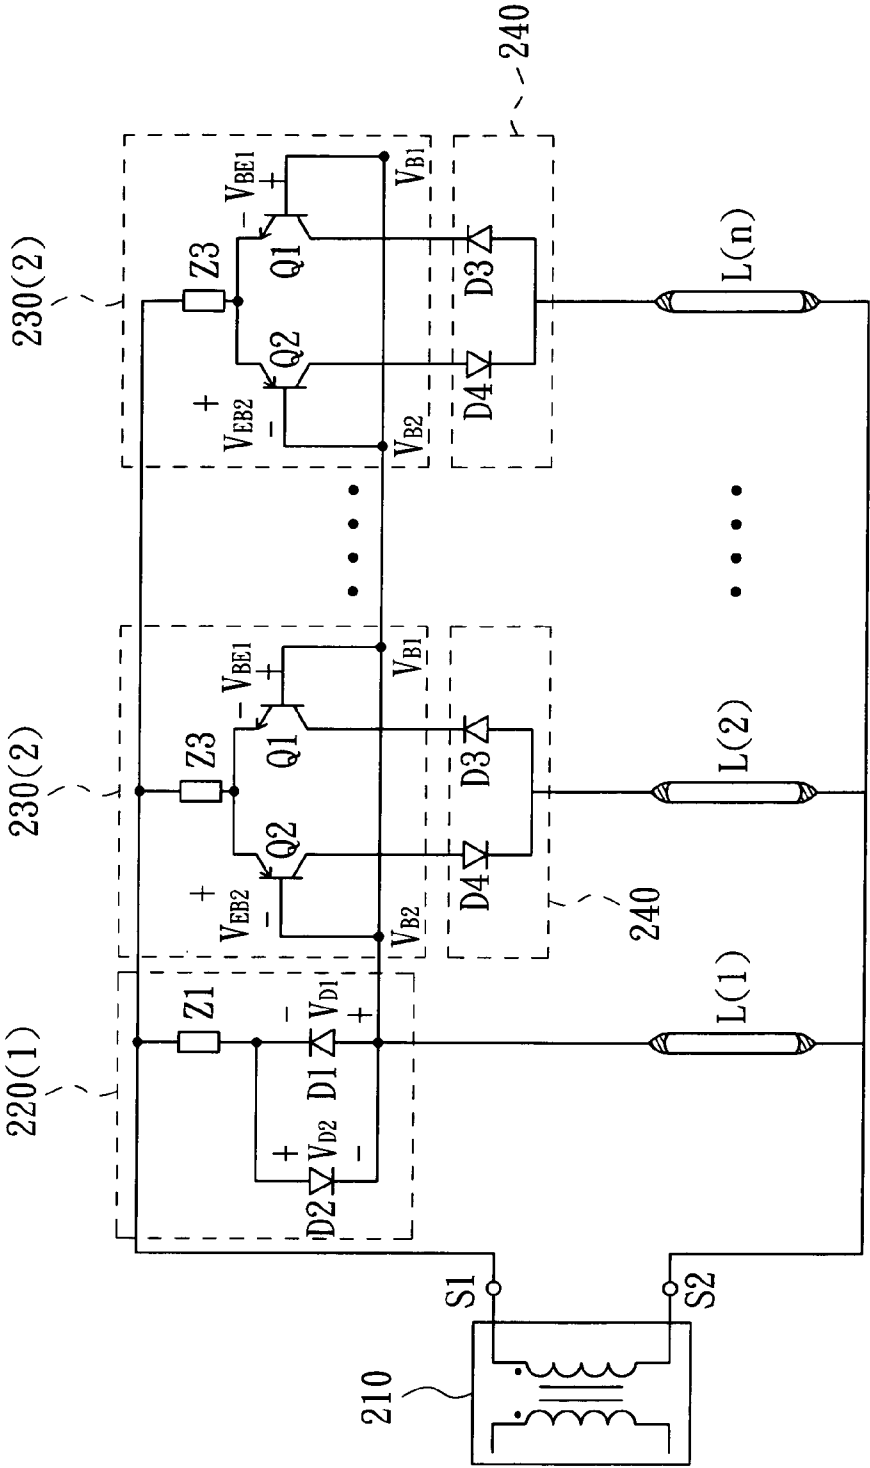 240
230(2)
Z3
Q1
Q2
VBE1
VEB2
VB1
VB2
D3
D4
L(n)
230(2)
Z3
Q1
Q2
VBE1
VEB2
VB1
VB2
D3
D4
240
L(2)
220(1)
Z1
D1
VD1
D2
VD2
L(1)
S1
S2
210